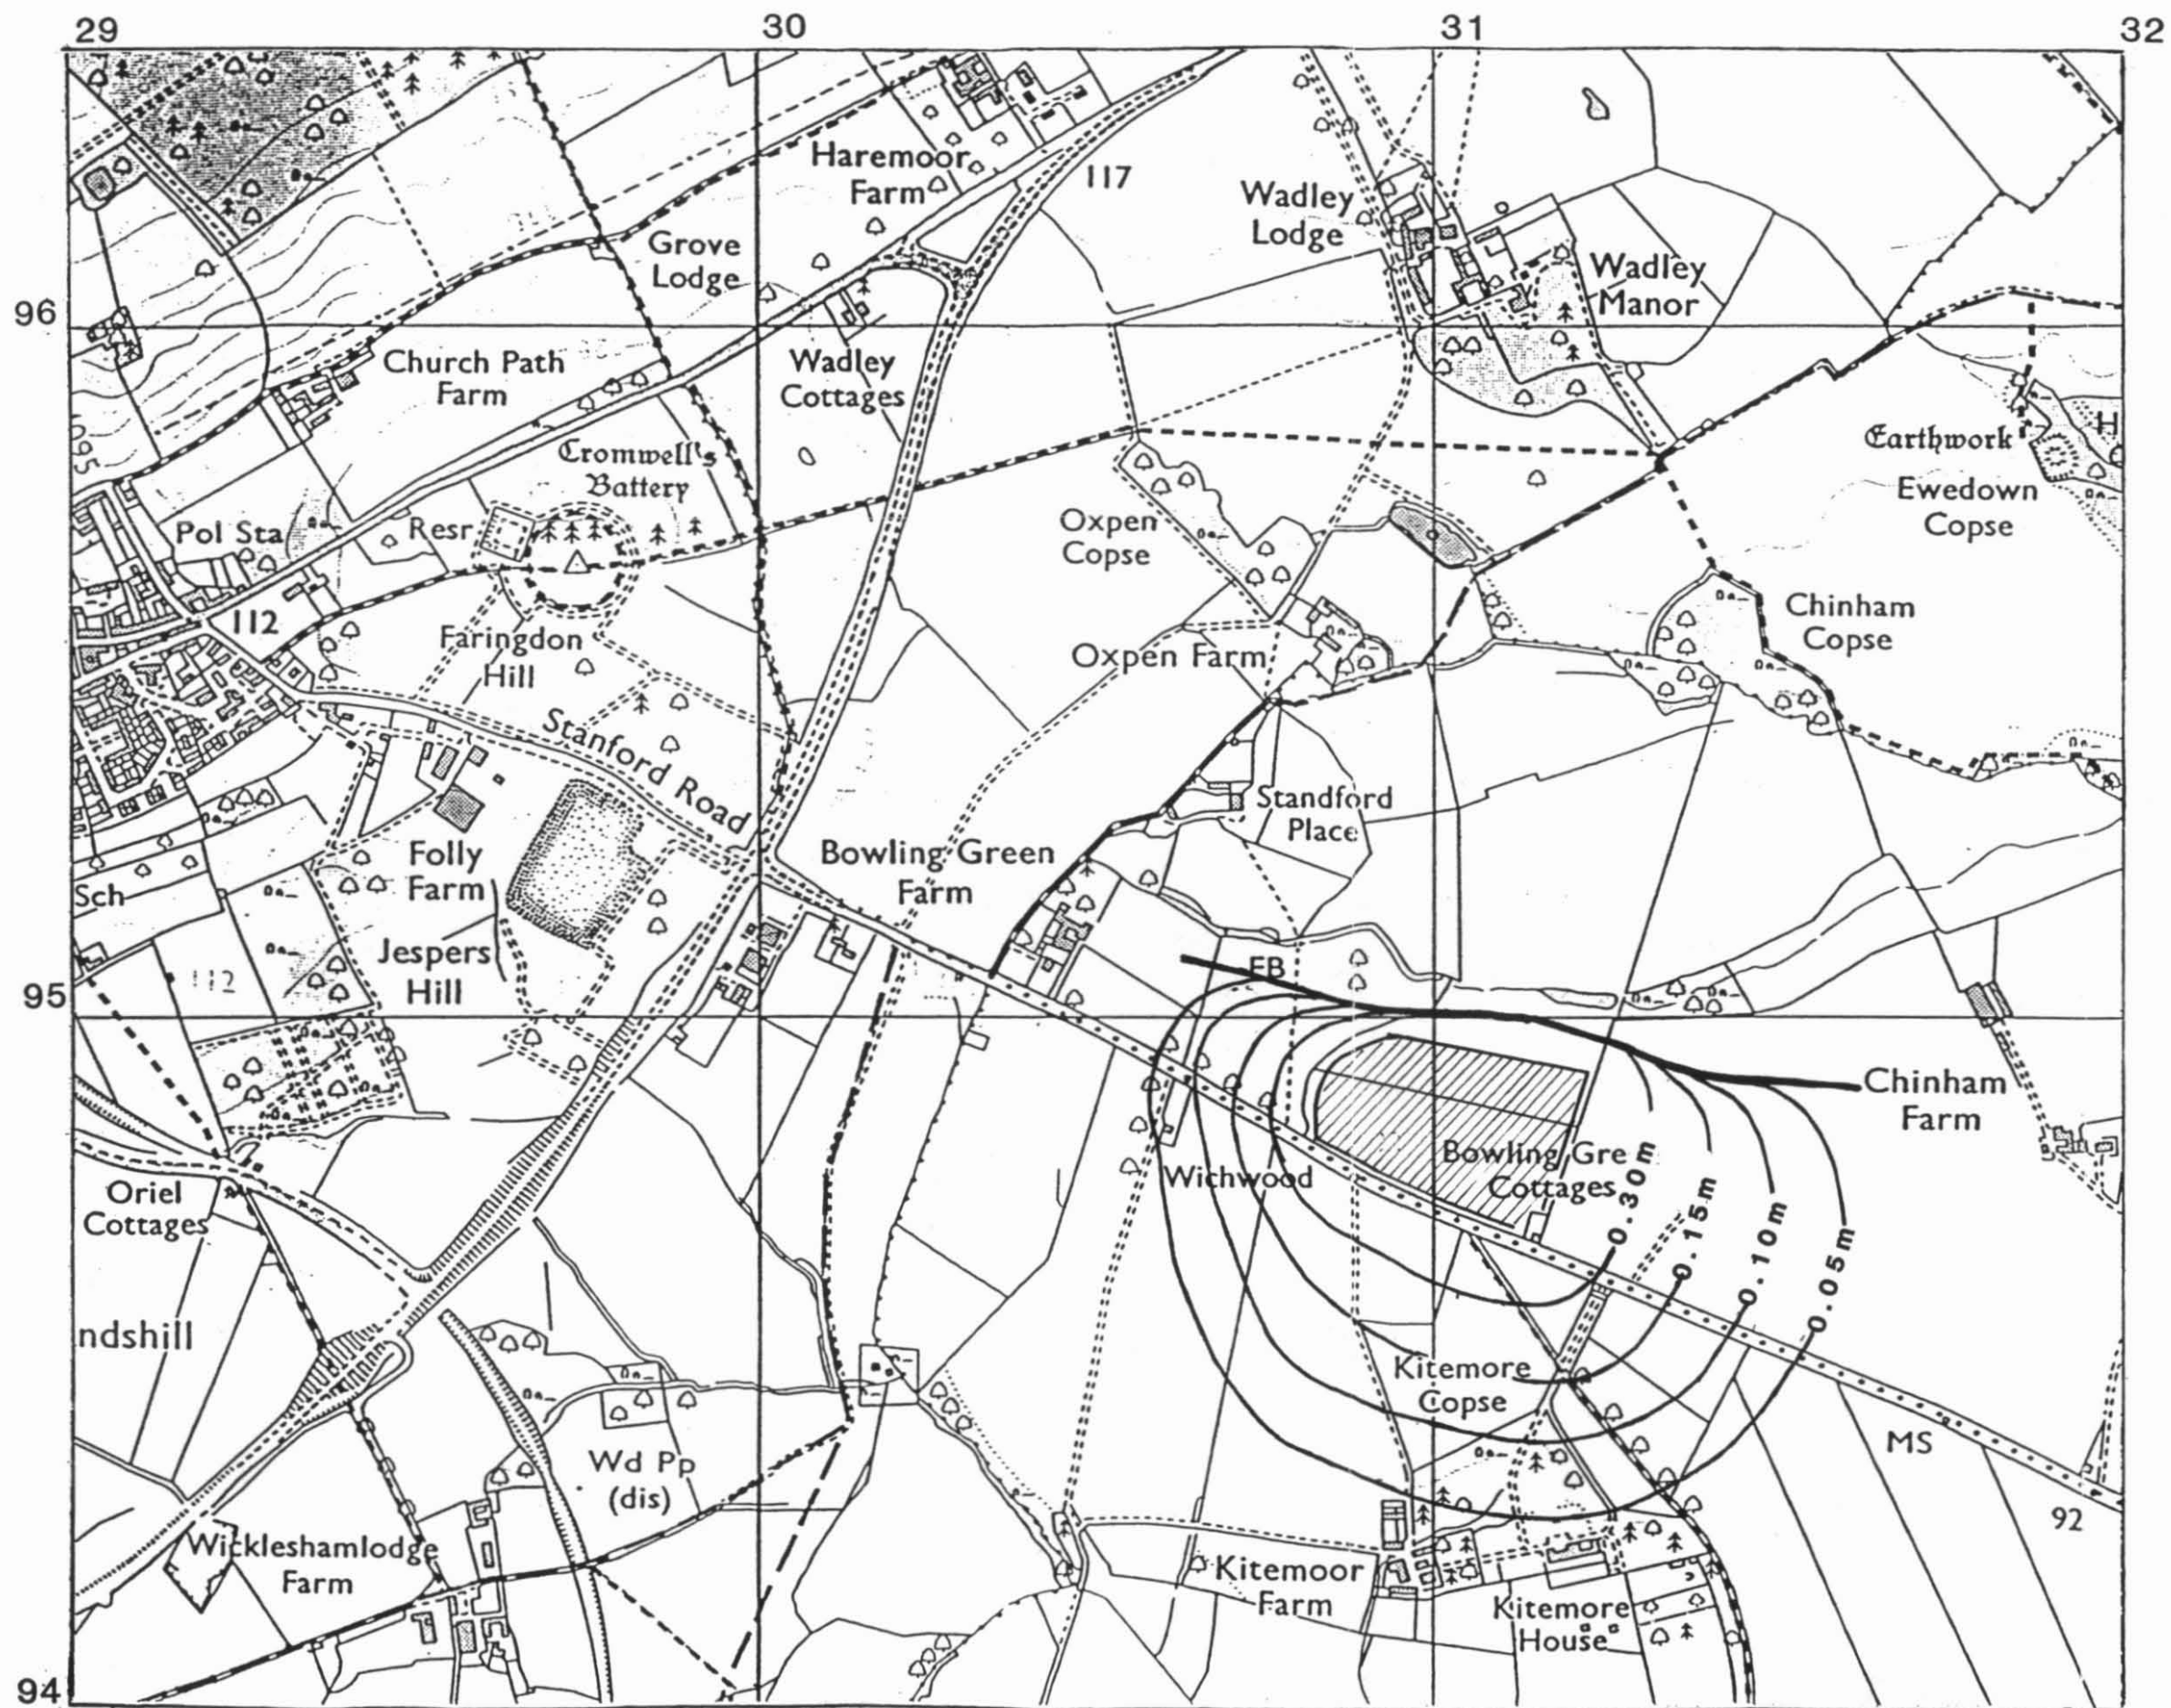 29
30
31
32
Haremoor
Farm
117
Wadley
Lodge
Grove
Lodge
Wadley
Manor
96
Church Path
Farm
Wadley
Cottages
Cromwell's
Battery
Earthwork
H
Ewedown
Copse
Pol Sta
Resr
Oxpen
Copse
112
Faringdon
Hill
Chinham
Copse
Oxpen Farm
Stanford Road
Standford
Place
Folly
Farm
Bowling Green
Farm
Sch
Jespers
Hill
112
95
FB
Chinham
Farm
Bowling Gre
Cottages
Wichwood
Oriel
Cottages
0.30m
0.15m
0.10m
0.05m
ndshill
Kitemore
Copse
MS
Wd Pp
(dis)
92
Wickleshamlodge
Farm
Kitemoor
Farm
Kitemore
House
94